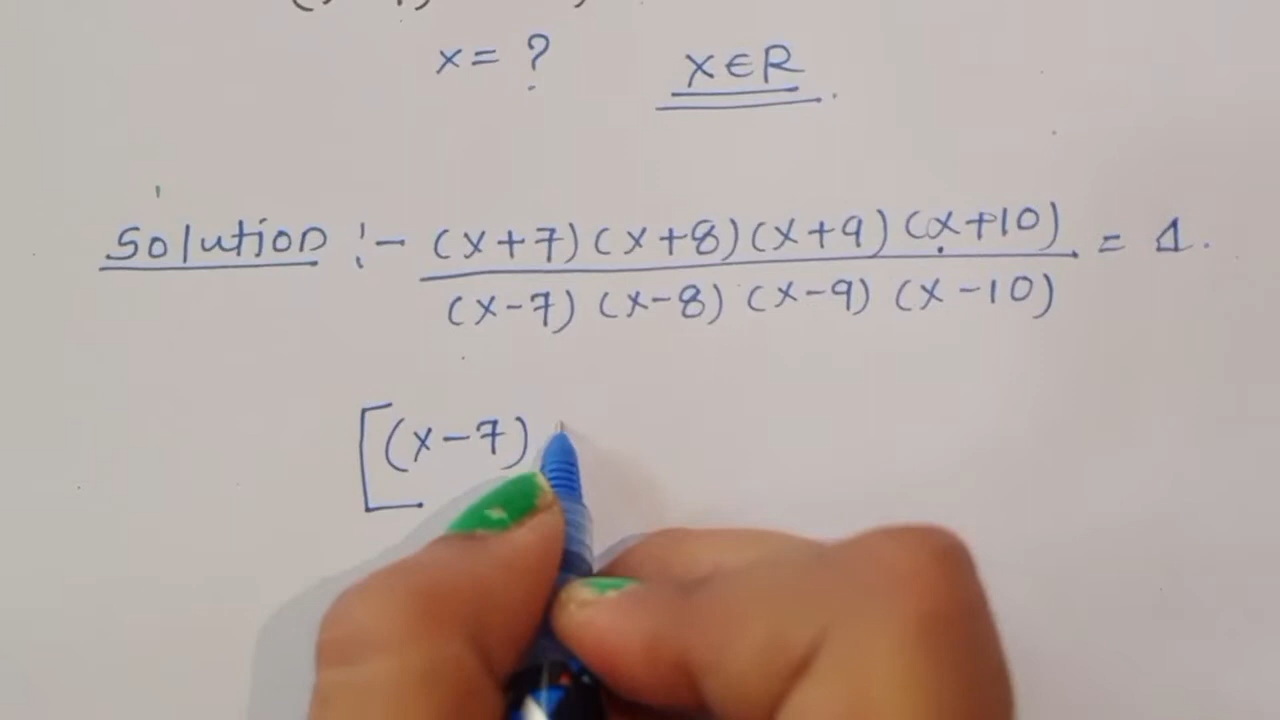 x = ? x∈R.
Solution :- (x+7)(x+8)(x+9)(x+10)
(x-7)(x-8)(x-9)(x-10) = 1.
[(x-7)